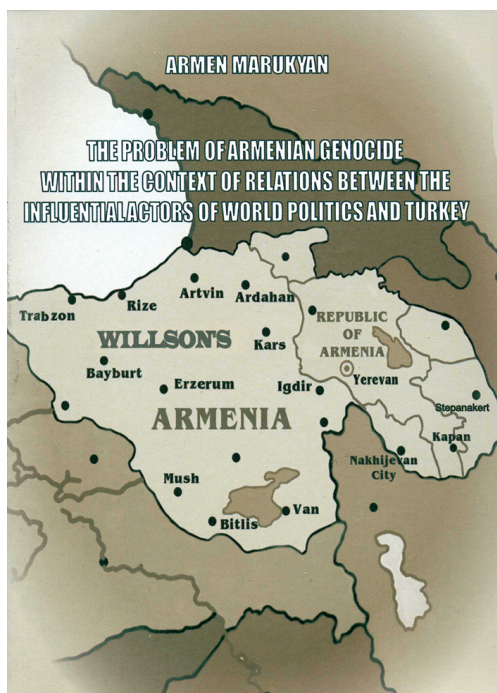 ARMEN MARUKYAN
THE PROBLEM OF ARMENIAN GENOCIDE
WITHIN THE CONTEXT OF RELATIONS BETWEEN THE
INFLUENTIAL ACTORS OF WORLD POLITICS AND TURKEY
Artvin
Ardahan
Rize
Trabzon
REPUBLIC
OF
ARMENIA
WILLSON'S
Kars
Bayburt
Yerevan
Erzerum
Igdir
Stepanakert
ARMENIA
Kapan
Nakhijevan
City
Mush
Van
Bitlis